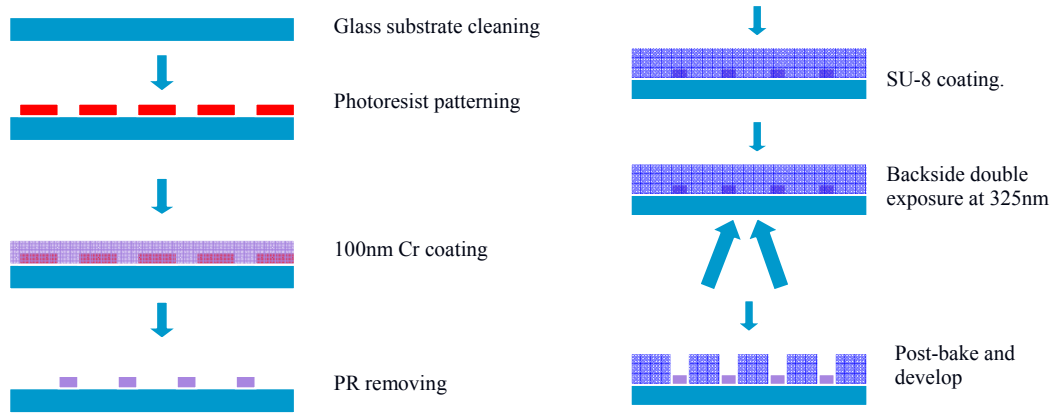 Glass substrate cleaning
Photoresist patterning
100nm Cr coating
PR removing
SU-8 coating.
Backside double
exposure at 325nm
Post-bake and
develop